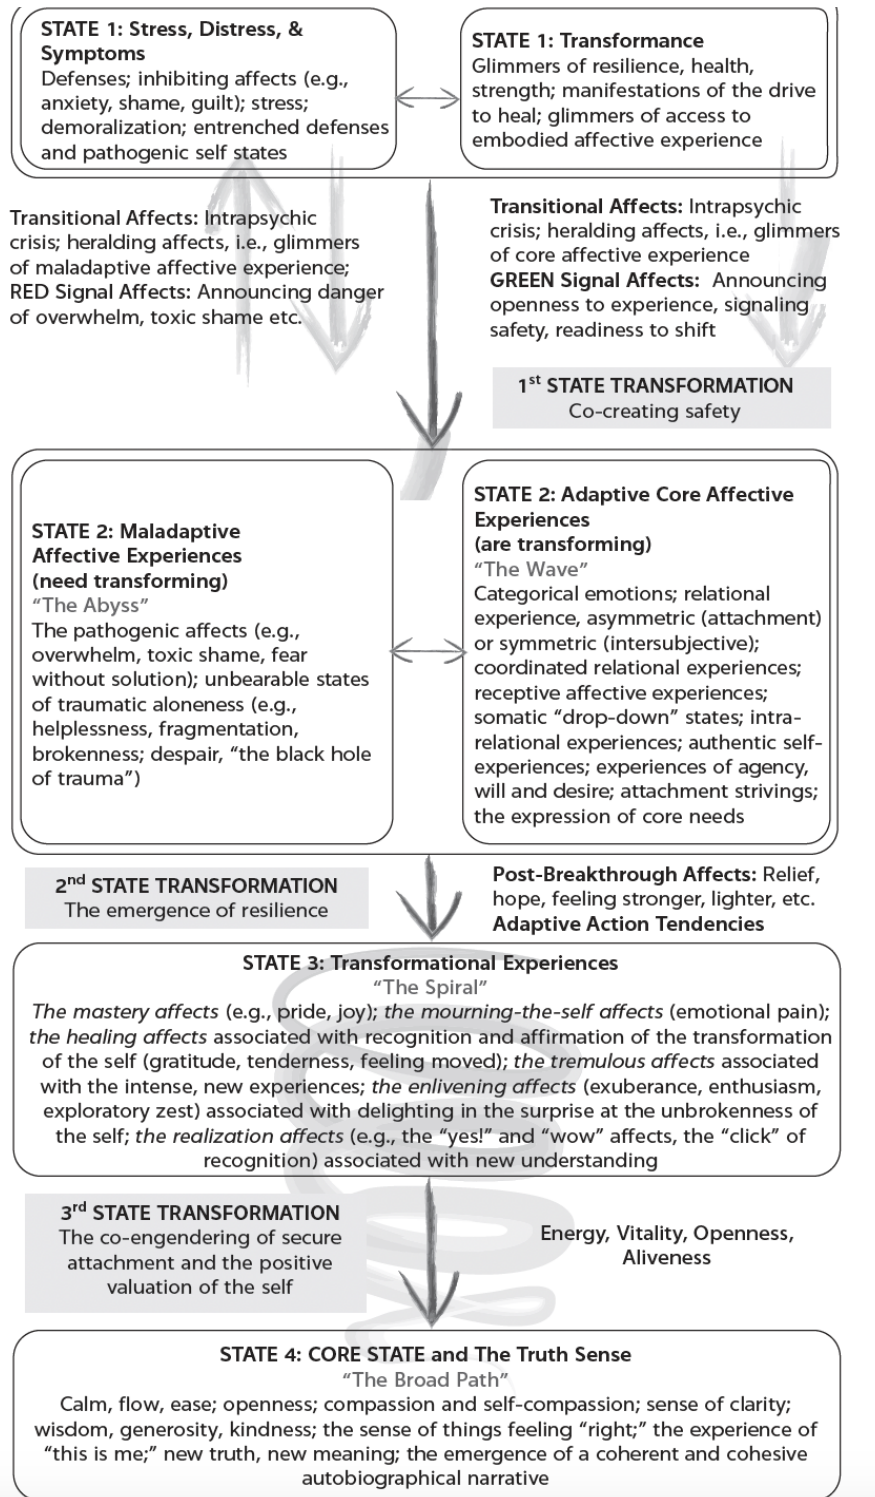 STATE 1: Stress, Distress, &
Symptoms
Defenses; inhibiting affects (e.g.,
anxiety, shame, guilt); stress;
demoralization; entrenched defenses
and pathogenic self states
STATE 1: Transformance
Glimmers of resilience, health,
strength; manifestations of the drive
to heal; glimmers of access to
embodied affective experience
Transitional Affects: Intrapsychic
crisis; heralding affects, i.e., glimmers
of maladaptive affective experience;
RED Signal Affects: Announcing danger
of overwhelm, toxic shame etc.
Transitional Affects: Intrapsychic
crisis; heralding affects, i.e., glimmers
of core affective experience
GREEN Signal Affects: Announcing
openness to experience, signaling
safety, readiness to shift
1st STATE TRANSFORMATION
Co-creating safety
STATE 2: Maladaptive
Affective Experiences
(need transforming)
“The Abyss”
The pathogenic affects (e.g.,
overwhelm, toxic shame, fear
without solution); unbearable states
of traumatic aloneness (e.g.,
helplessness, fragmentation,
brokenness; despair, “the black hole
of trauma”)
STATE 2: Adaptive Core Affective
Experiences
(are transforming)
“The Wave”
Categorical emotions; relational
experience, asymmetric (attachment)
or symmetric (intersubjective);
coordinated relational experiences;
receptive affective experiences;
somatic “drop-down” states; intra-
relational experiences; authentic self-
experiences; experiences of agency,
will and desire; attachment strivings;
the expression of core needs
2nd STATE TRANSFORMATION
The emergence of resilience
Post-Breakthrough Affects: Relief,
hope, feeling stronger, lighter, etc.
Adaptive Action Tendencies
STATE 3: Transformational Experiences
“The Spiral”
The mastery affects (e.g., pride, joy); the mourning-the-self affects (emotional pain);
the healing affects associated with recognition and affirmation of the transformation
of the self (gratitude, tenderness, feeling moved); the tremulous affects associated
with the intense, new experiences; the enlivening affects (exuberance, enthusiasm,
exploratory zest) associated with delighting in the surprise at the unbrokenness of
the self; the realization affects (e.g., the “yes!” and “wow” affects, the “click” of
recognition) associated with new understanding
3rd STATE TRANSFORMATION
The co-engendering of secure
attachment and the positive
valuation of the self
Energy, Vitality, Openness,
Aliveness
STATE 4: CORE STATE and The Truth Sense
“The Broad Path”
Calm, flow, ease; openness; compassion and self-compassion; sense of clarity;
wisdom, generosity, kindness; the sense of things feeling “right;” the experience of
“this is me;” new truth, new meaning; the emergence of a coherent and cohesive
autobiographical narrative